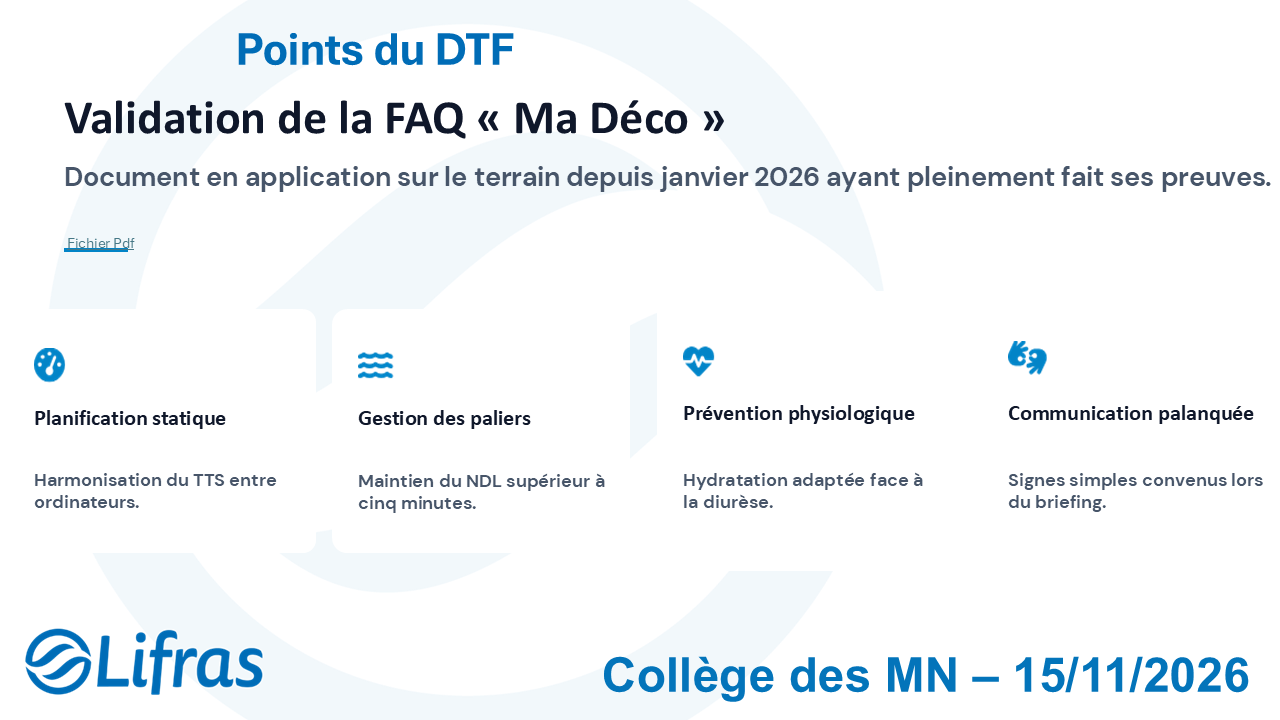 Points du DTF
Validation de la FAQ « Ma Déco »
Document en application sur le terrain depuis janvier 2026 ayant pleinement fait ses preuves.
Fichier Pdf
Planification statique
Harmonisation du TTS entre
ordinateurs.
Gestion des paliers
Maintien du NDL supérieur à
cinq minutes.
Prévention physiologique
Hydratation adaptée face à
la diurèse.
Communication palanquée
Signes simples convenus lors
du briefing.
Lifras
Collège des MN – 15/11/2026